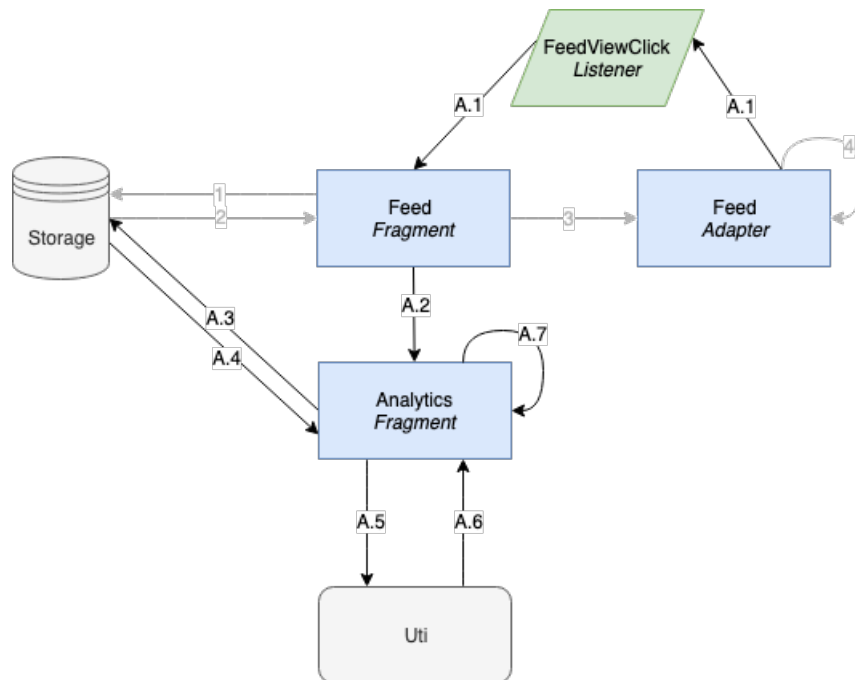 FeedViewClick
Listener
A.1
A.1
4
1
2
Storage
Feed
Fragment
3
Feed
Adapter
A.2
A.3
A.4
A.7
Analytics
Fragment
A.5
A.6
Uti